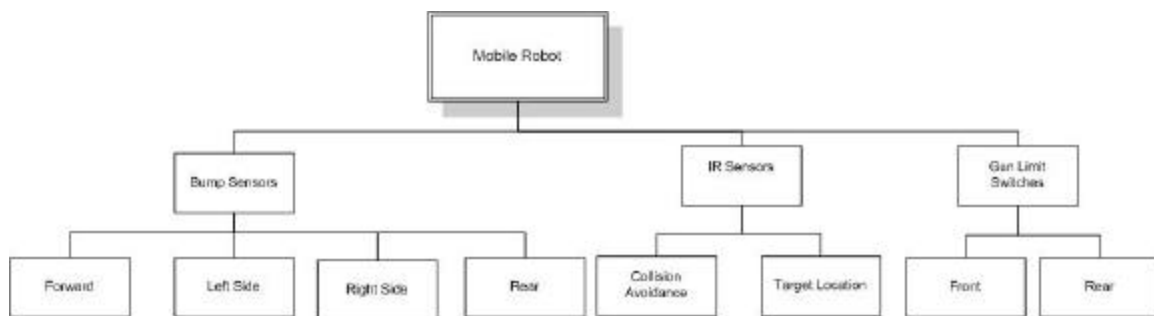 Mobile Robot
Bump Sensors
IR Sensors
Gun Limit
Switches
Forward
Left Side
Right Side
Rear
Collision
Avoidance
Target Location
Front
Rear